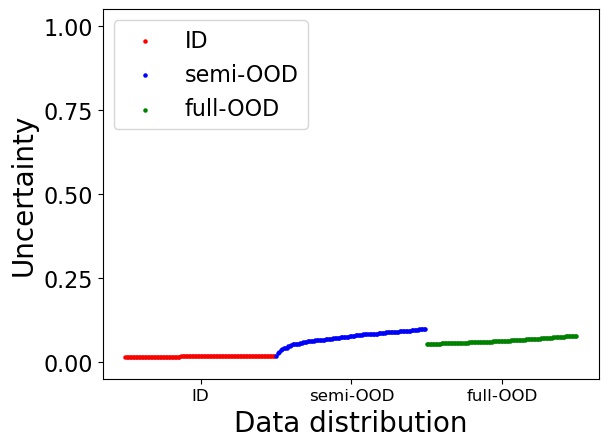 1.00
0.75
0.50
0.25
0.00
Uncertainty
ID
semi-OOD
full-OOD
ID semi-OOD full-OOD
Data distribution